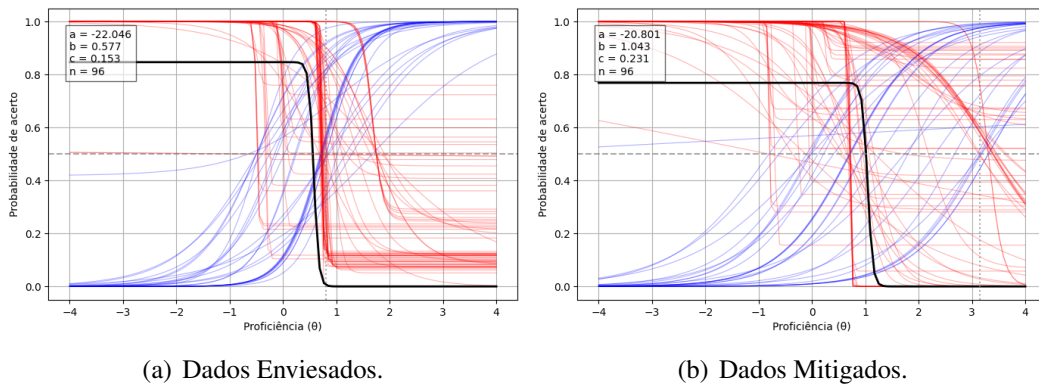 1.0
0.8
0.6
0.4
0.2
0.0
Probabilidade de acerto
a = -22.046
b = 0.577
c = 0.153
n = 96
−4 −3 −2 −1 0 1 2 3 4
Proficiência (θ)
(a) Dados Enviesados.
1.0
0.8
0.6
0.4
0.2
0.0
Probabilidade de acerto
a = -20.801
b = 1.043
c = 0.231
n = 96
−4 −3 −2 −1 0 1 2 3 4
Proficiência (θ)
(b) Dados Mitigados.